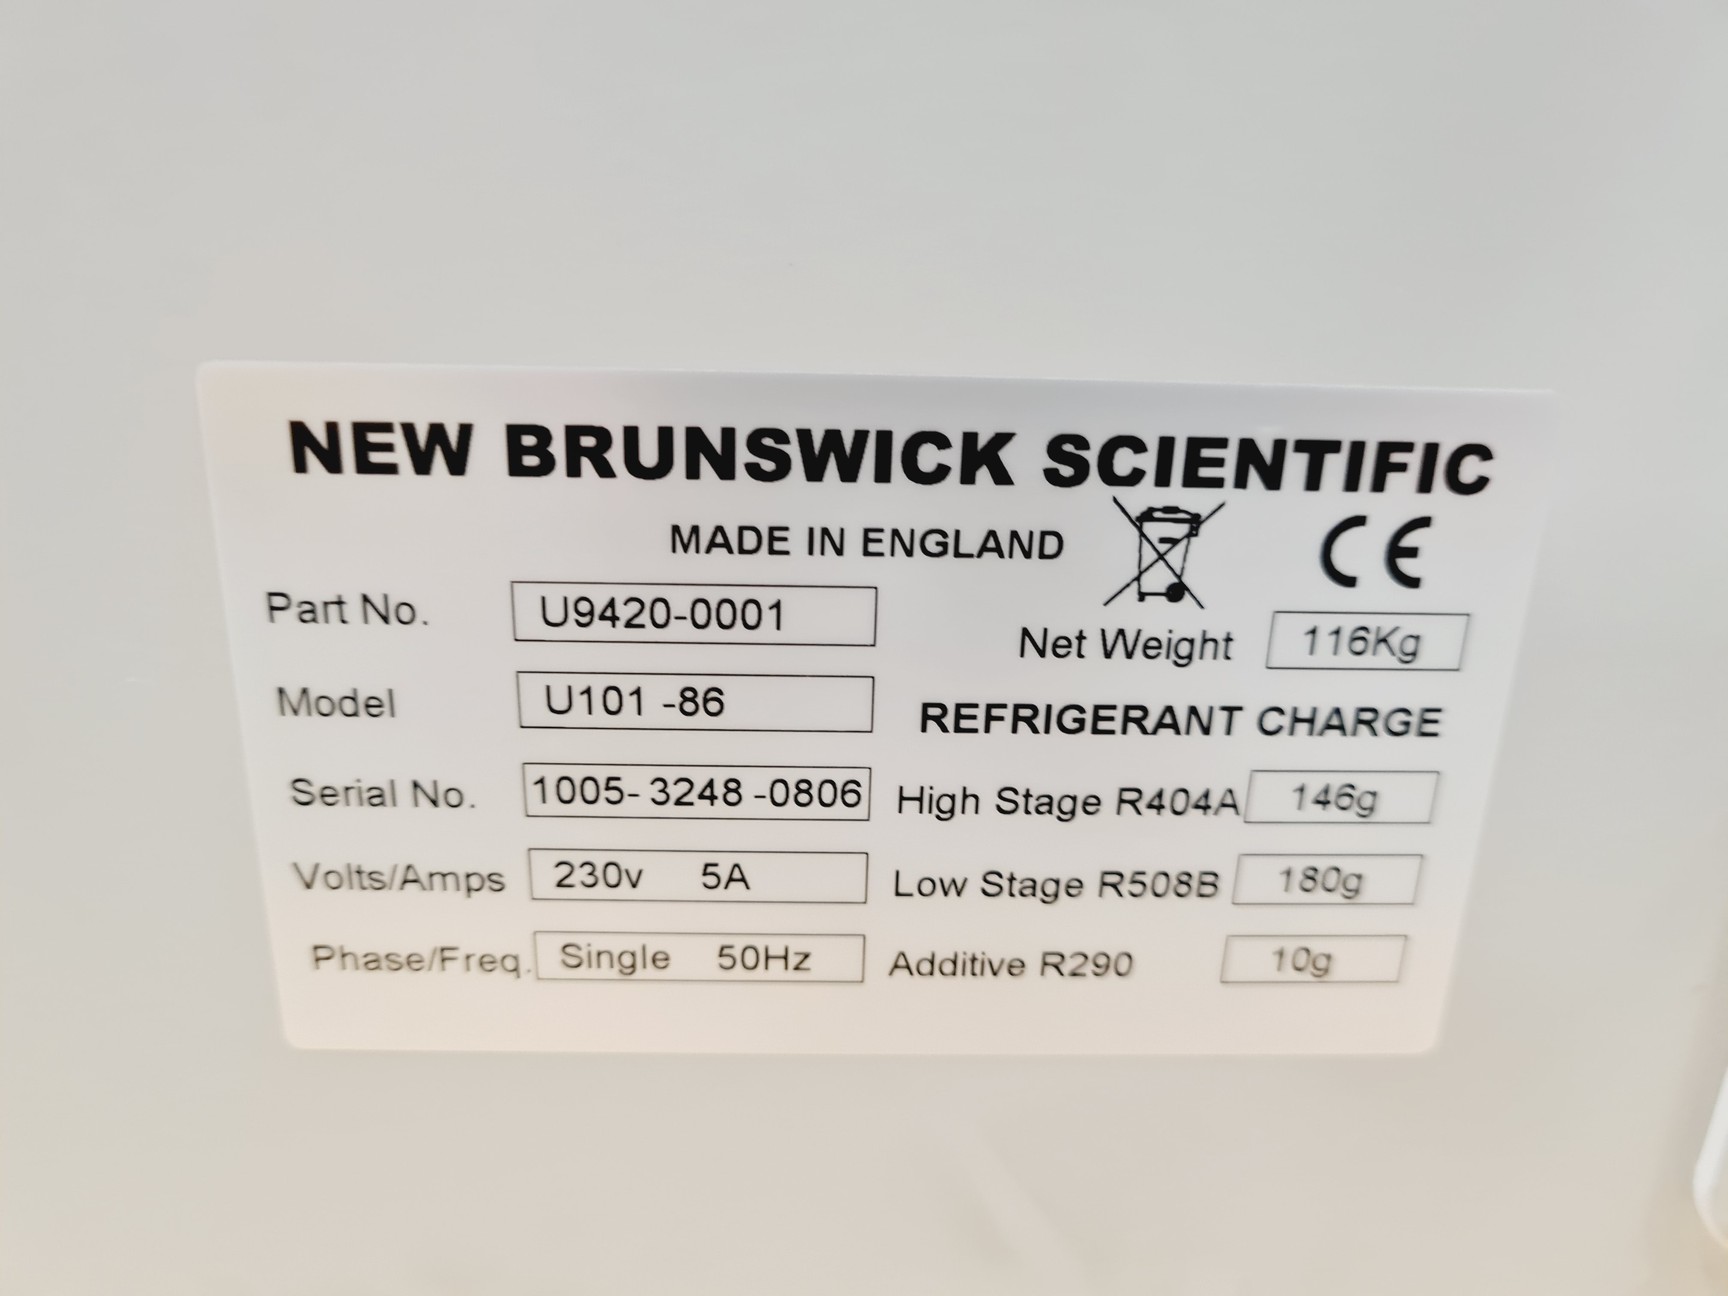 NEW BRUNSWICK SCIENTIFIC
MADE IN ENGLAND CE
Part No. U9420-0001
Net Weight 116Kg
Model U101 -86
REFRIGERANT CHARGE
Serial No. 1005- 3248 -0806
High Stage R404A 146g
Volts/Amps 230v 5A
Low Stage R508B 180g
Phase/Freq. Single 50Hz
Additive R290 10g